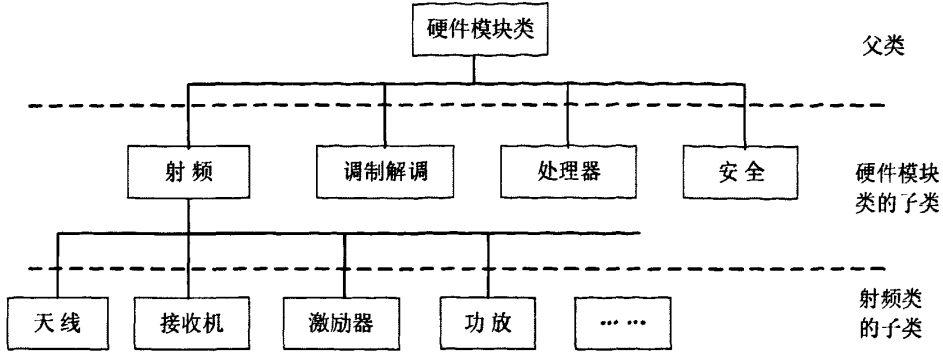 硬件模块类
父类
射频
调制解调
处理器
安全
硬件模块
类的子类
天线
接收机
激励器
功放
……
射频类
的子类